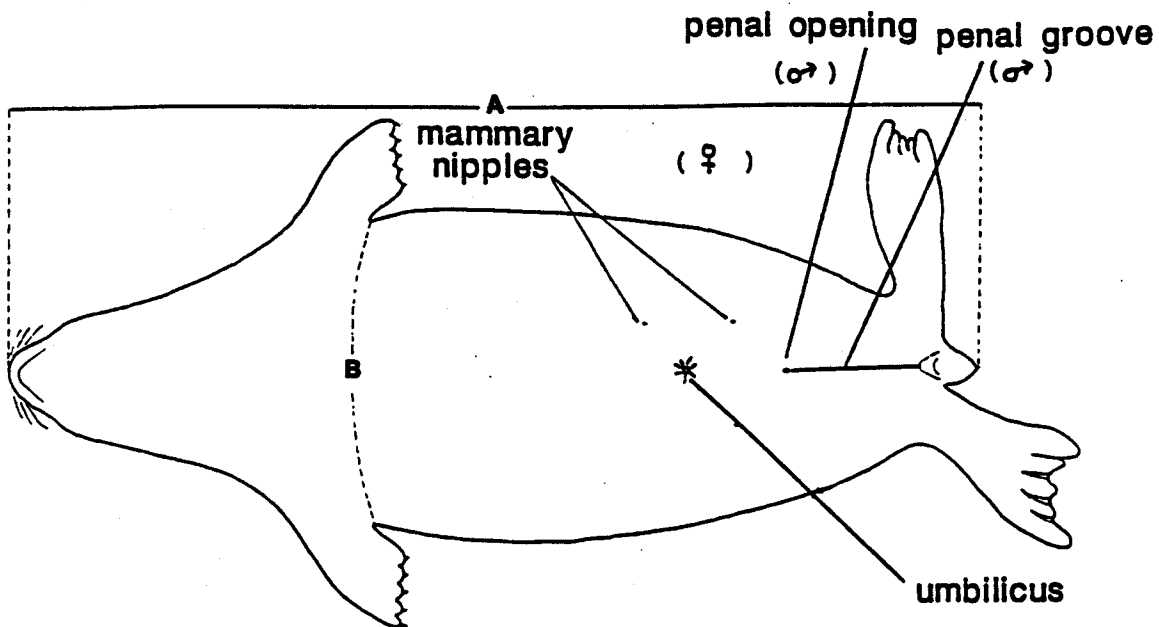 penal opening
(♂)
penal groove
(♂)
A
mammary
nipples
(♀)
B
umbilicus